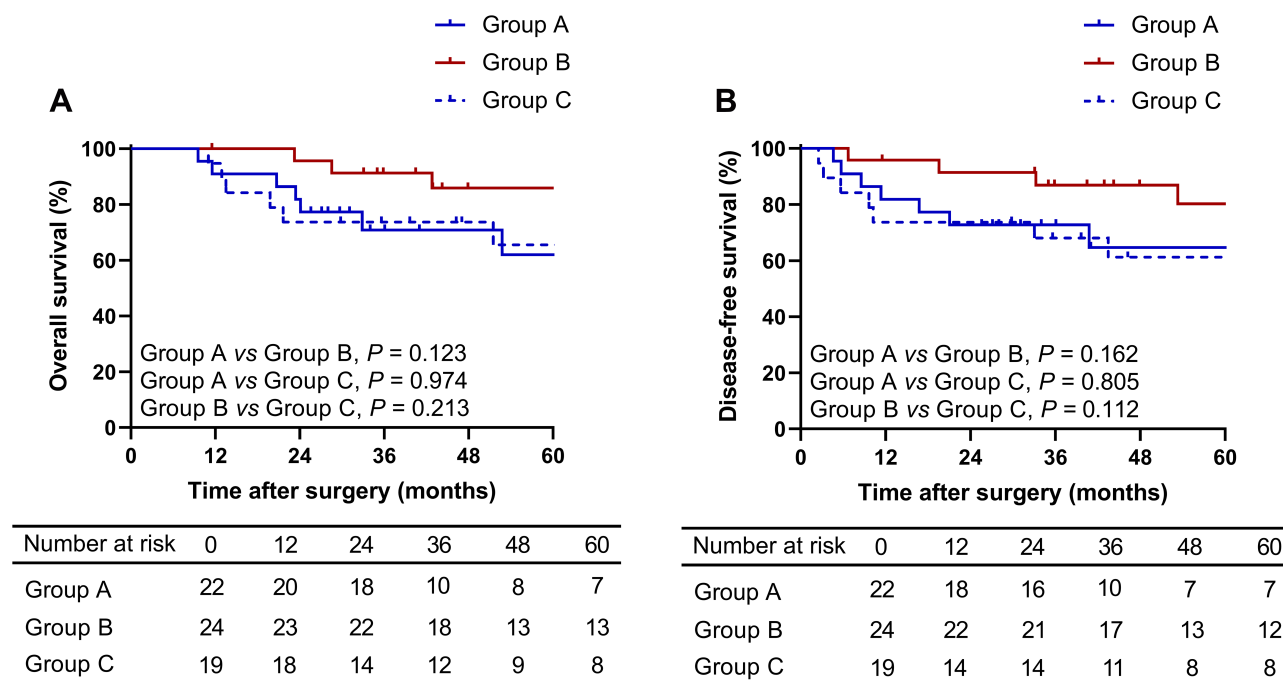 Group A
Group B
Group C
A
Overall survival (%)
100
80
60
40
20
0
Group A vs Group B, P = 0.123
Group A vs Group C, P = 0.974
Group B vs Group C, P = 0.213
0 12 24 36 48 60
Time after surgery (months)
Number at risk 0 12 24 36 48 60
Group A 22 20 18 10 8 7
Group B 24 23 22 18 13 13
Group C 19 18 14 12 9 8
Group A
Group B
Group C
B
Disease-free survival (%)
100
80
60
40
20
0
Group A vs Group B, P = 0.162
Group A vs Group C, P = 0.805
Group B vs Group C, P = 0.112
0 12 24 36 48 60
Time after surgery (months)
Number at risk 0 12 24 36 48 60
Group A 22 18 16 10 7 7
Group B 24 22 21 17 13 12
Group C 19 14 14 11 8 8